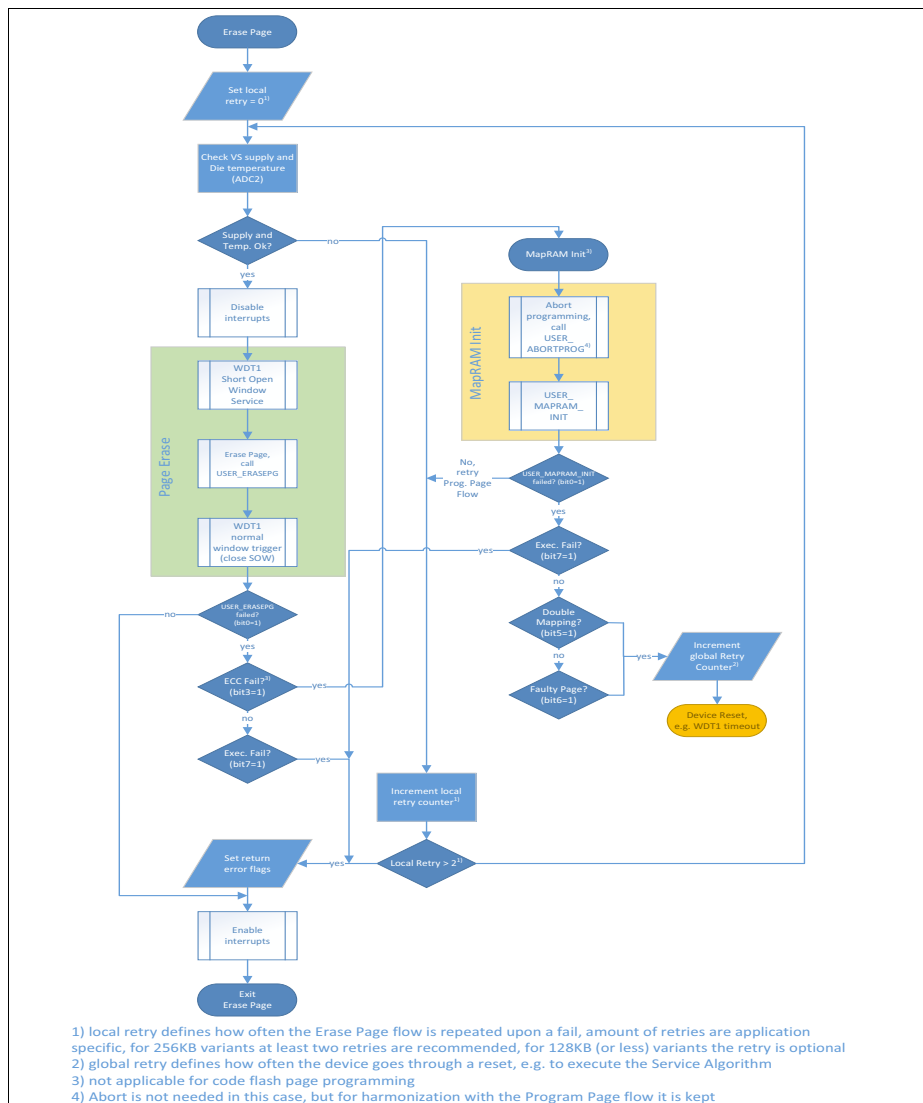 Erase Page
Set local
retry = 0¹⁾
Check VS supply and
Die temperature
(ADC2)
Supply and
Temp. Ok?
no
yes
Disable
interrupts
Page Erase
WDT1
Short Open
Window
Service
Erase Page,
call
USER_ERASEPG
WDT1
normal
window trigger
(close SOW)
USER_ERASEPG
failed?
(bit0=1)
no
yes
ECC Fail?³⁾
(bit3=1)
yes
no
Exec. Fail?
(bit7=1)
yes
Set return
error flags
Enable
interrupts
Exit
Erase Page
MapRAM Init³⁾
MapRAM Init
Abort
programming,
call
USER_
ABORTPROG⁴⁾
USER_
MAPRAM_
INIT
USER_MAPRAM_INIT
failed? (bit0=1)
No,
retry
Prog. Page
Flow
yes
Exec. Fail?
(bit7=1)
yes
no
Double
Mapping?
(bit5=1)
no
yes
Faulty Page?
(bit6=1)
Increment
global Retry
Counter²⁾
Device Reset,
e.g. WDT1 timeout
Increment local
retry counter¹⁾
Local Retry > 2¹⁾
yes
1) local retry defines how often the Erase Page flow is repeated upon a fail, amount of retries are application
specific, for 256KB variants at least two retries are recommended, for 128KB (or less) variants the retry is optional
2) global retry defines how often the device goes through a reset, e.g. to execute the Service Algorithm
3) not applicable for code flash page programming
4) Abort is not needed in this case, but for harmonization with the Program Page flow it is kept